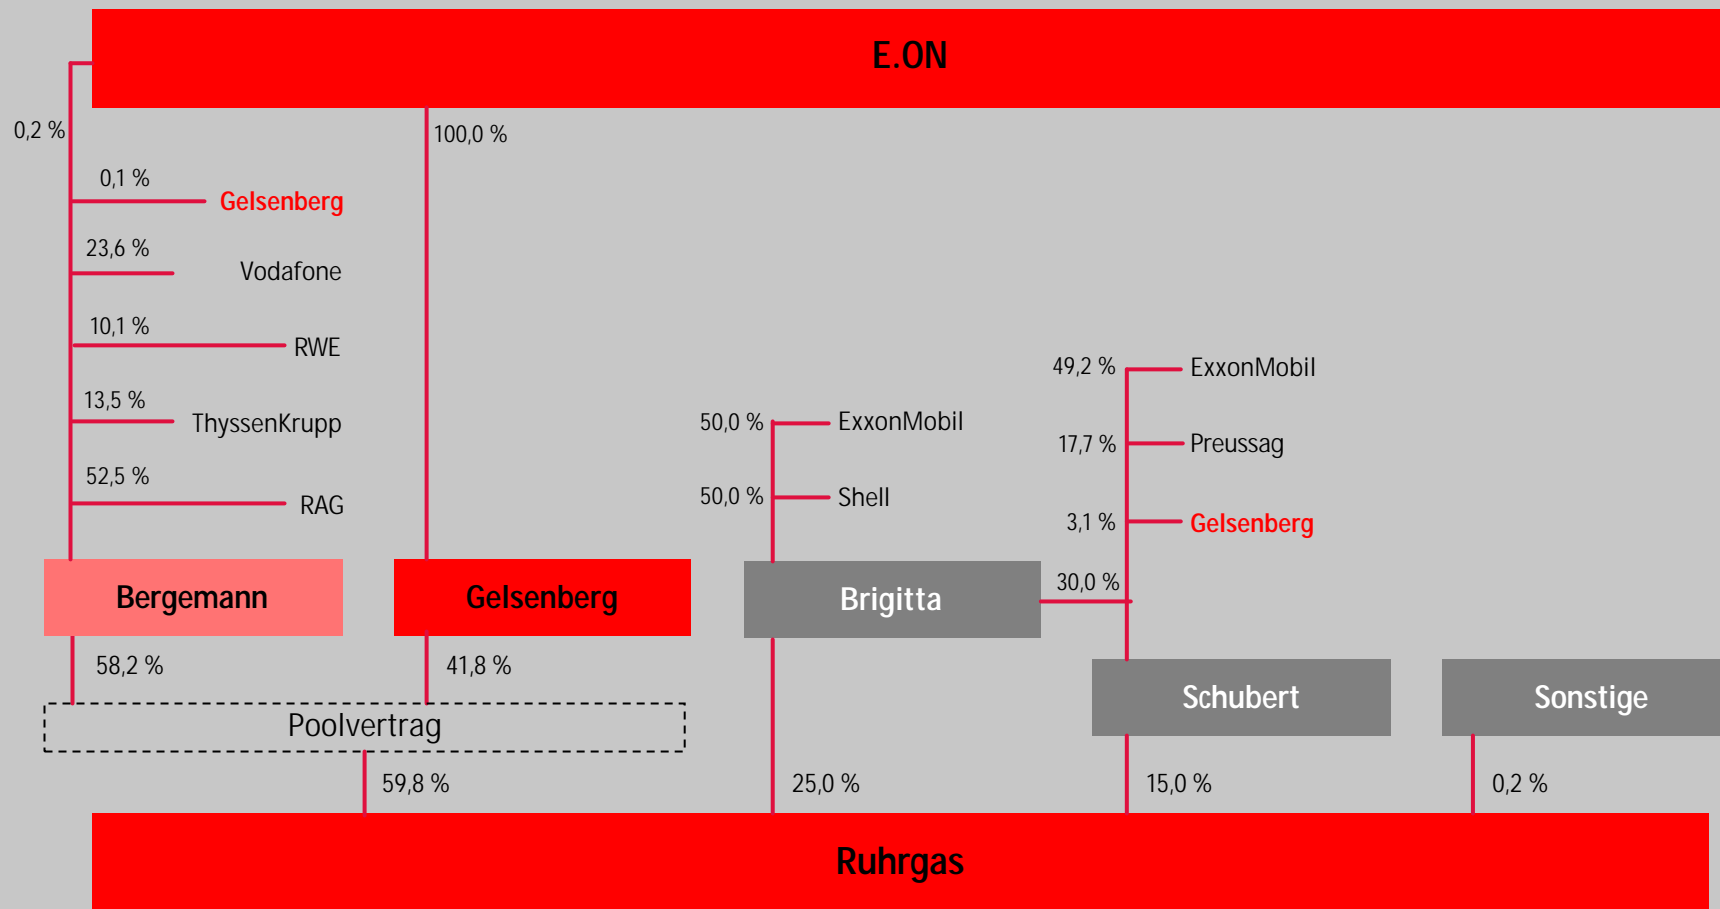 E.ON
0,2 %
100,0 %
0,1 %
Gelsenberg
23,6 %
Vodafone
10,1 %
RWE
13,5 %
ThyssenKrupp
52,5 %
RAG
50,0 %
ExxonMobil
50,0 %
Shell
49,2 %
ExxonMobil
17,7 %
Preussag
3,1 %
Gelsenberg
30,0 %
Bergemann
Gelsenberg
Brigitta
Schubert
Sonstige
58,2 %
41,8 %
Poolvertrag
59,8 %
25,0 %
15,0 %
0,2 %
Ruhrgas